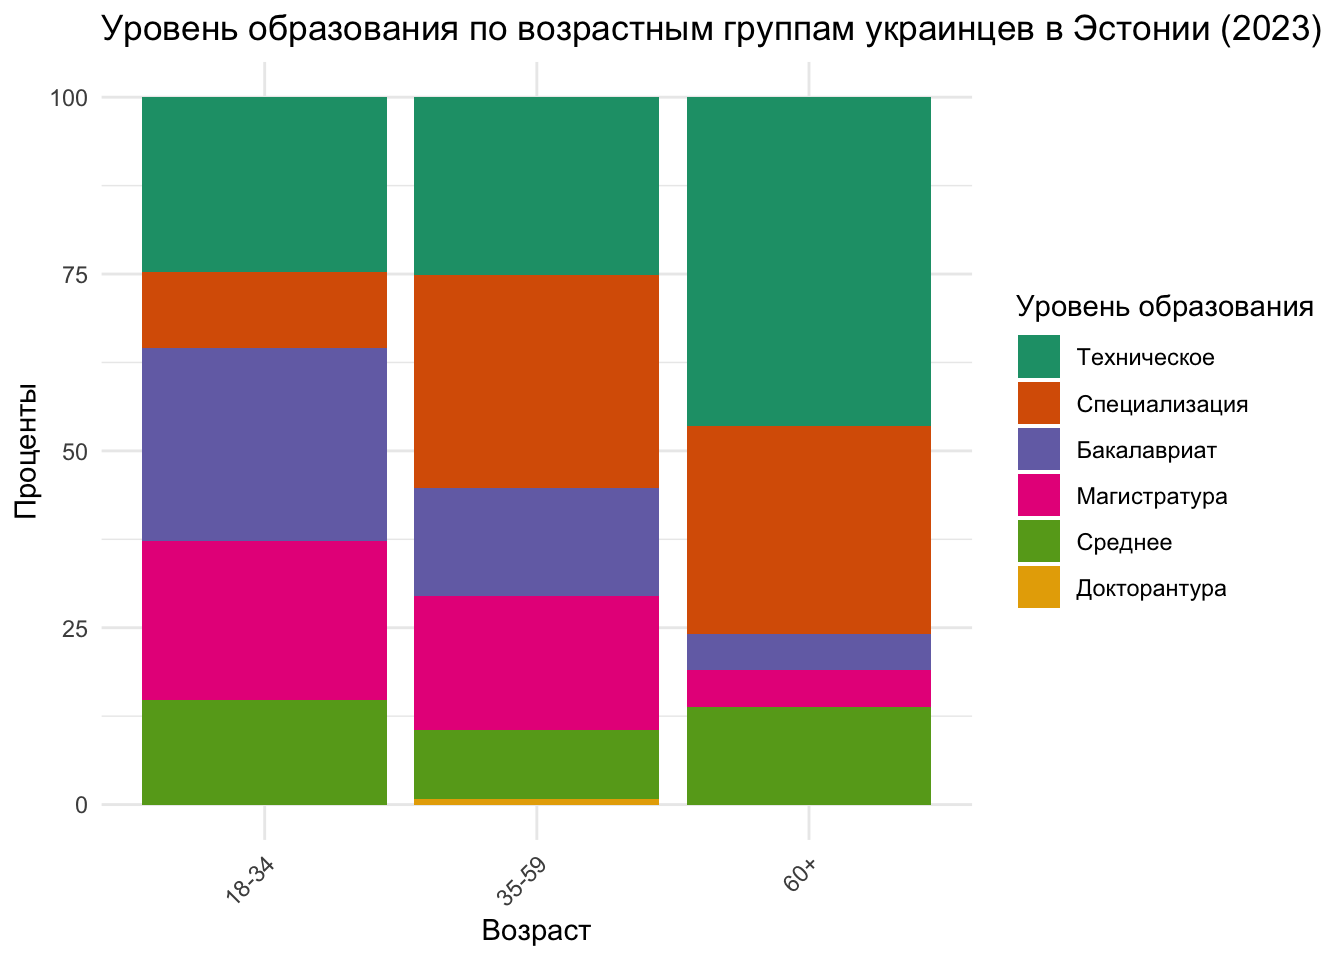 Уровень образования по возрастным группам украинцев в Эстонии (2023)
100
75
50
25
0
Проценты
18-34
35-59
60+
Возраст
Уровень образования
Техническое
Специализация
Бакалавриат
Магистратура
Среднее
Докторантура